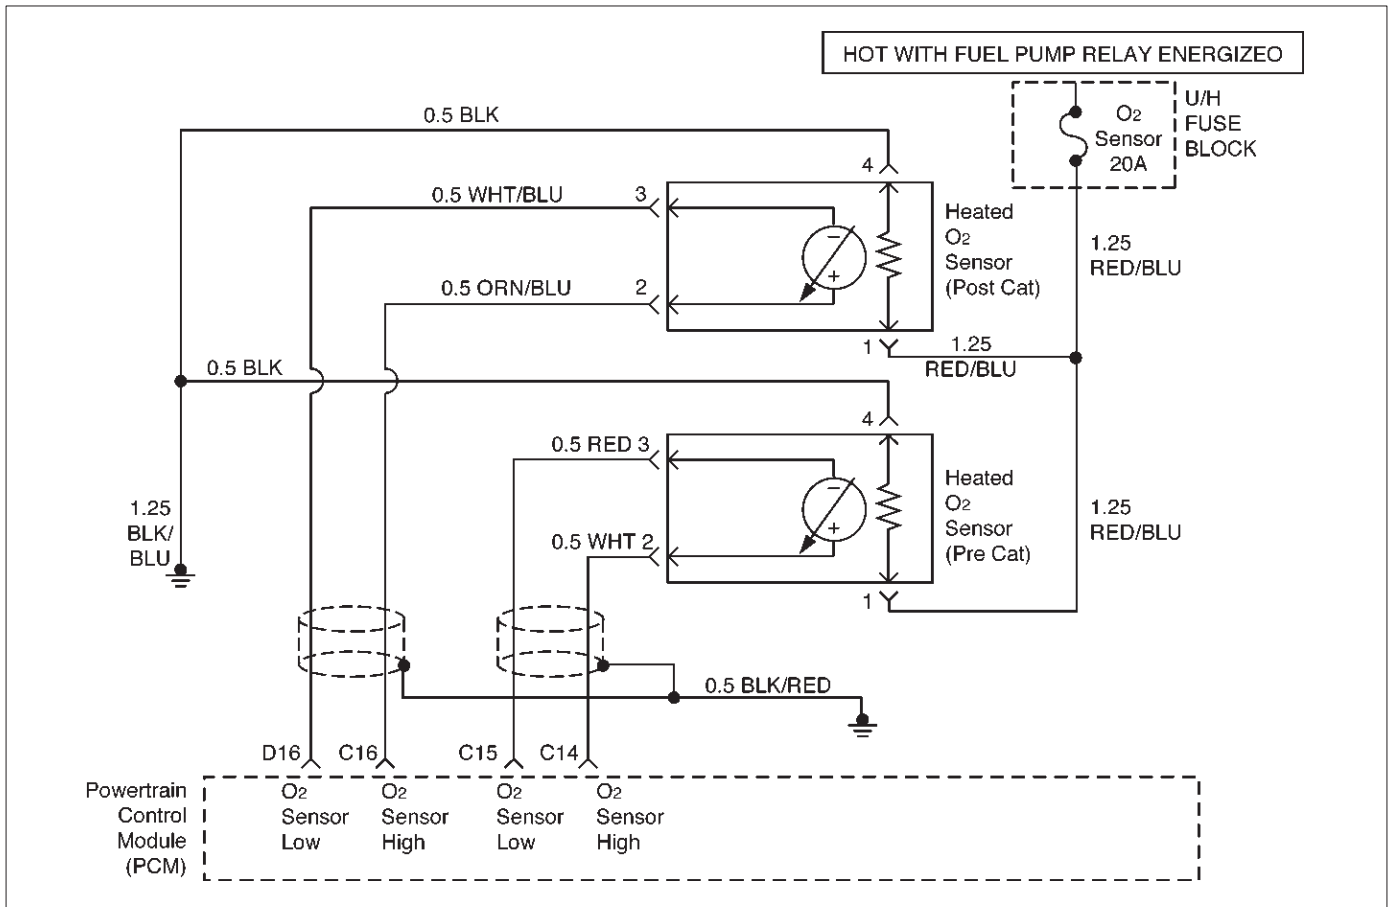 HOT WITH FUEL PUMP RELAY ENERGIZEO
O2
Sensor
20A
U/H
FUSE
BLOCK
0.5 BLK
4
0.5 WHT/BLU
3
Heated
O2
Sensor
(Post Cat)
1.25
RED/BLU
0.5 ORN/BLU
2
1
1.25
RED/BLU
0.5 BLK
4
0.5 RED 3
Heated
O2
Sensor
(Pre Cat)
1.25
RED/BLU
1.25
BLK/
BLU
0.5 WHT 2
1
0.5 BLK/RED
D16
C16
C15
C14
Powertrain
Control
Module
(PCM)
O2
Sensor
Low
O2
Sensor
High
O2
Sensor
Low
O2
Sensor
High